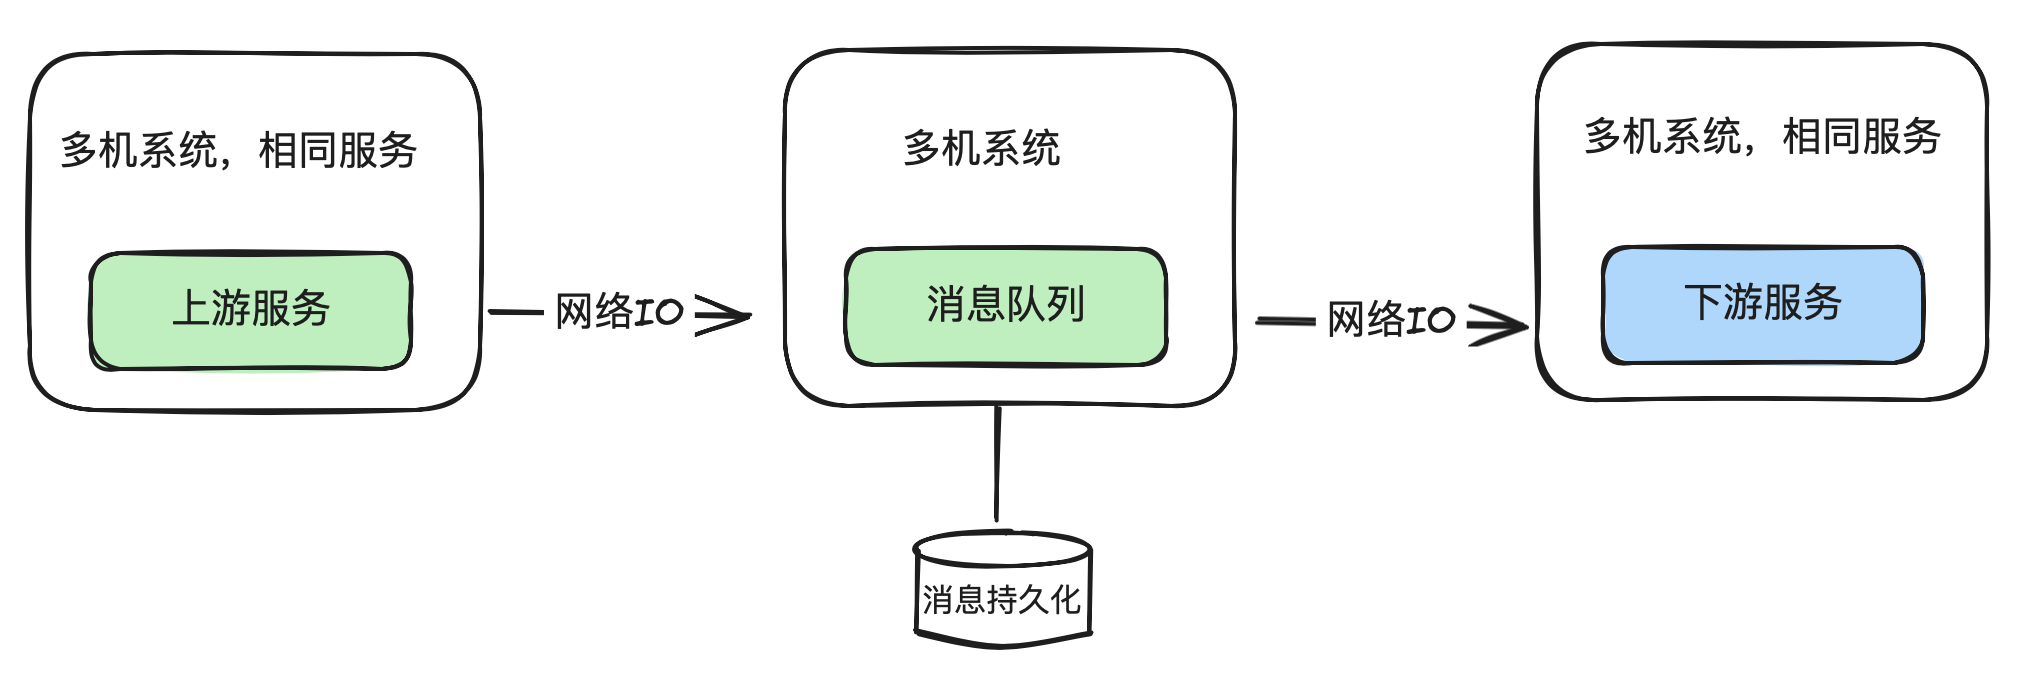 多机系统，相同服务
上游服务
网络IO
多机系统
消息队列
消息持久化
网络IO
多机系统，相同服务
下游服务